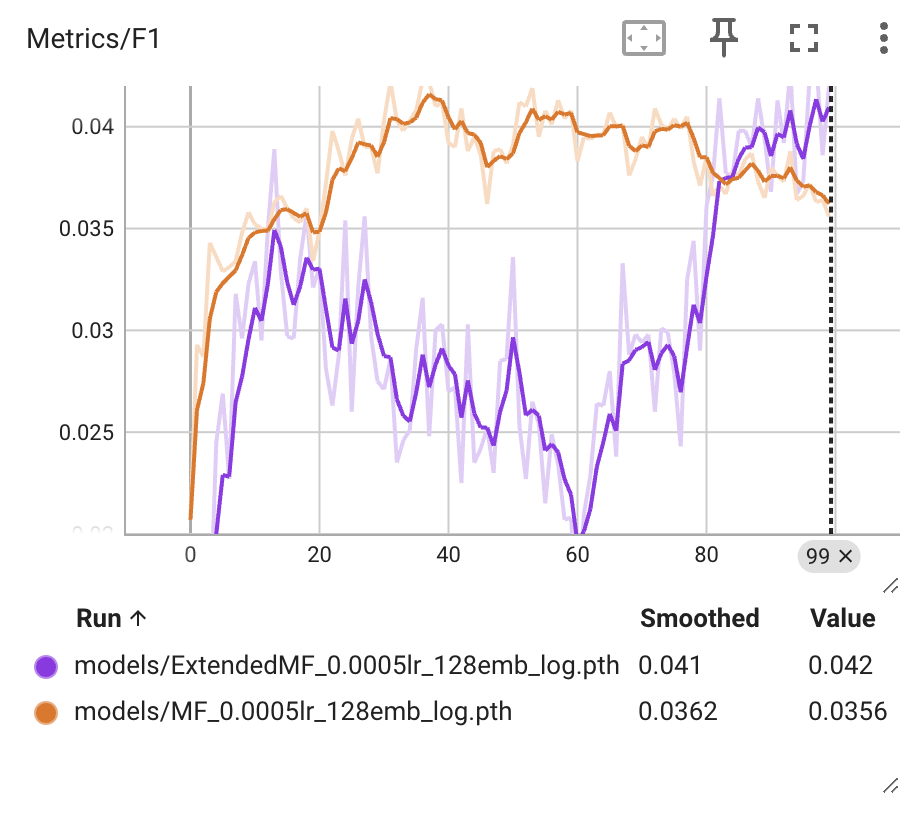 Metrics/F1
0.04
0.035
0.03
0.025
0 20 40 60 80 99 ×
Run ↑ Smoothed Value
models/ExtendedMF_0.0005lr_128emb_log.pth 0.041 0.042
models/MF_0.0005lr_128emb_log.pth 0.0362 0.0356